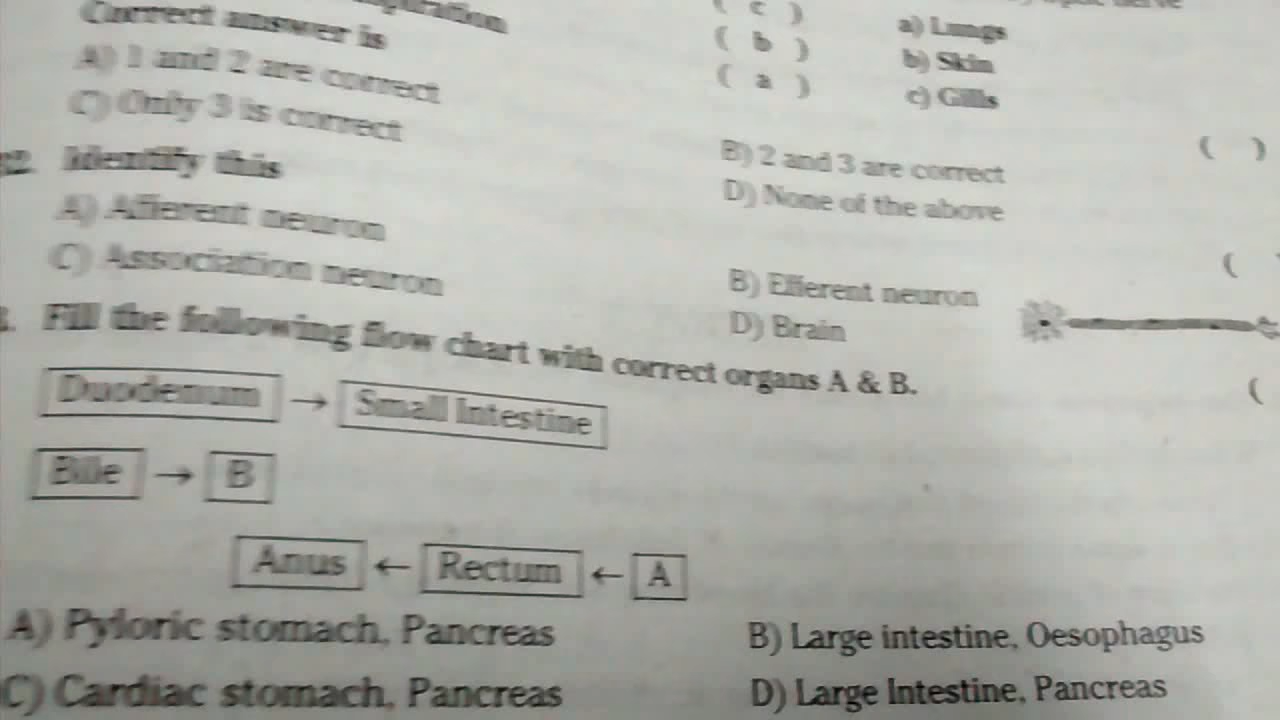 Correct answer is
( c ) a) Lungs
( b ) b) Skin
( a ) c) Gills
A) 1 and 2 are correct B) 2 and 3 are correct ( )
C) Only 3 is correct D) None of the above
Identify this (
A) Afferent neuron B) Efferent neuron
C) Association neuron D) Brain
Fill the following flow chart with correct organs A & B. (
Duodenum → Small Intestine
Bile → B
Anus ← Rectum ← A
A) Pyloric stomach, Pancreas B) Large intestine, Oesophagus
C) Cardiac stomach, Pancreas D) Large Intestine, Pancreas